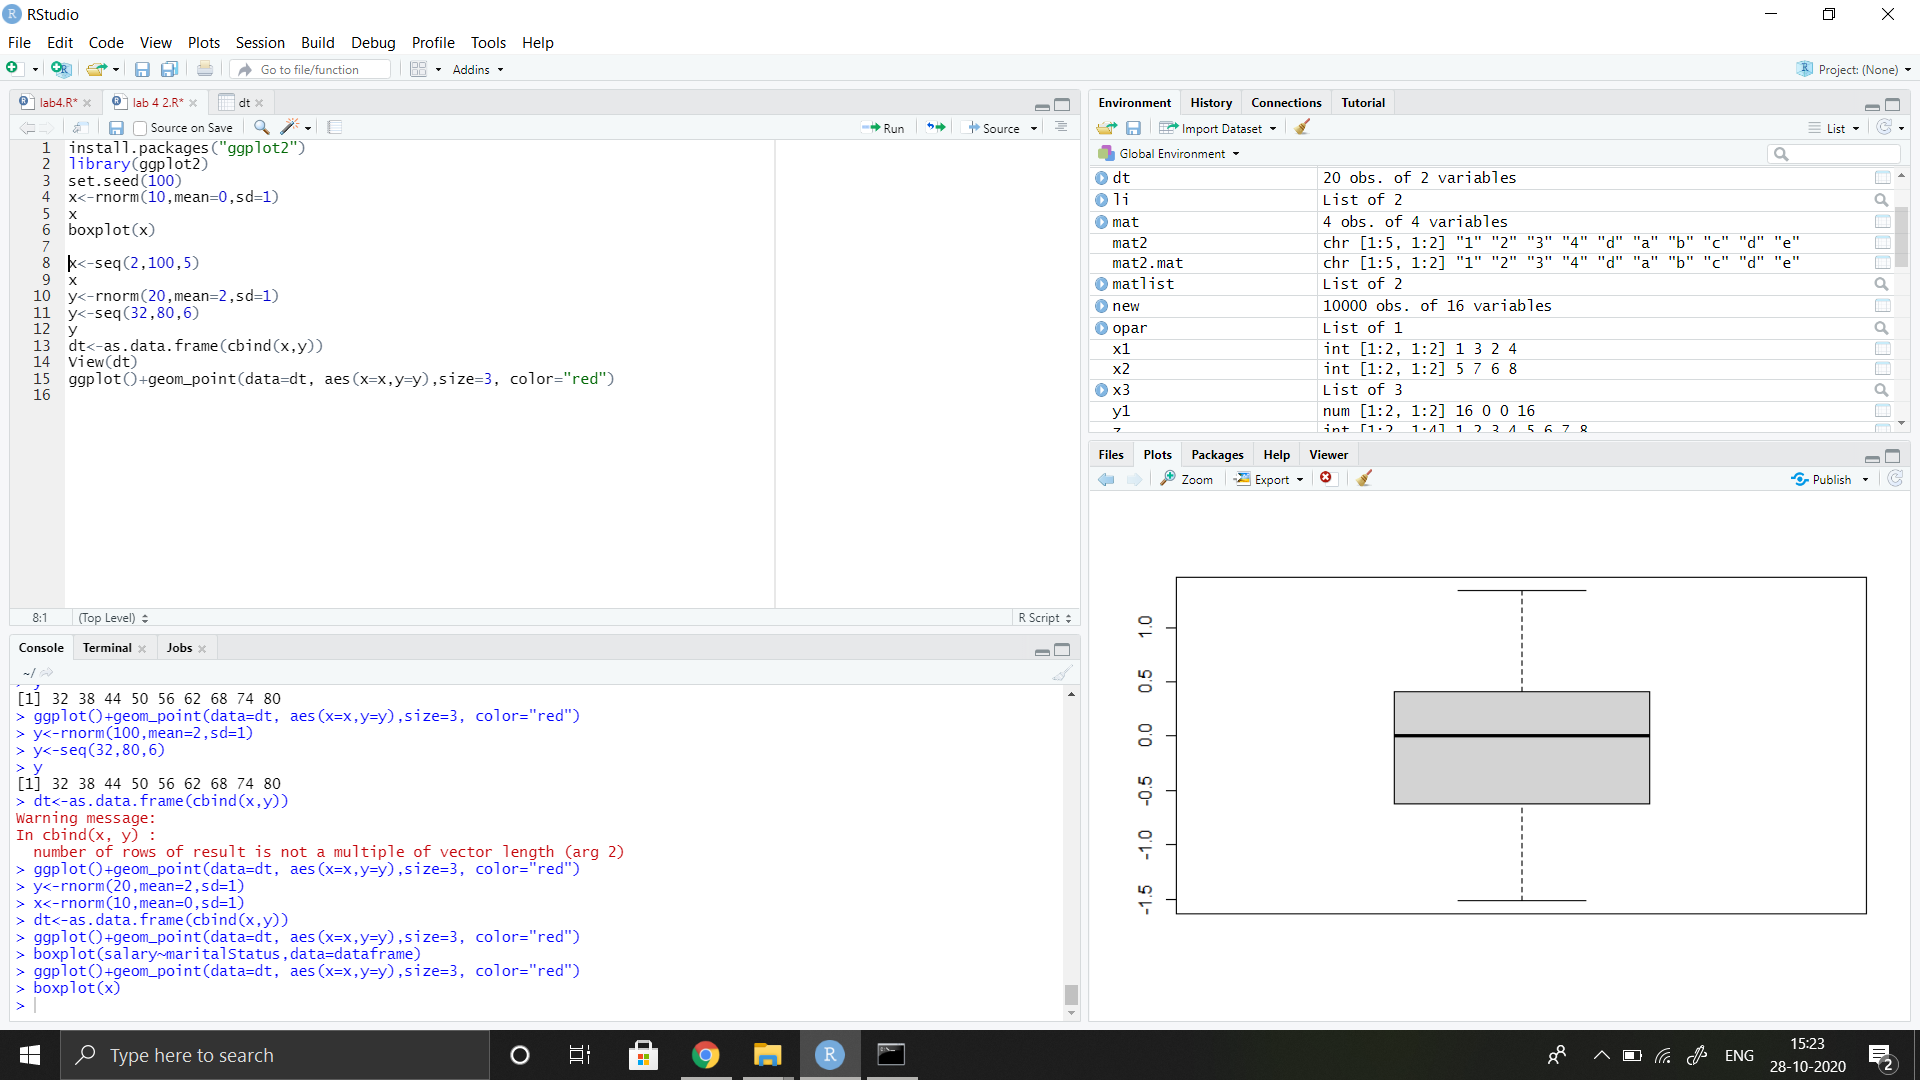 RStudio
File Edit Code View Plots Session Build Debug Profile Tools Help
Go to file/function Addins Project: (None)
lab4.R* lab 4 2.R* dt
Source on Save Run Source
1 install.packages("ggplot2")
2 library(ggplot2)
3 set.seed(100)
4 x<-rnorm(10,mean=0,sd=1)
5 x
6 boxplot(x)
7
8 x<-seq(2,100,5)
9 x
10 y<-rnorm(20,mean=2,sd=1)
11 y<-seq(32,80,6)
12 y
13 dt<-as.data.frame(cbind(x,y))
14 View(dt)
15 ggplot()+geom_point(data=dt, aes(x=x,y=y),size=3, color="red")
16
8:1 (Top Level) R Script
Console Terminal Jobs
~/
> y
[1] 32 38 44 50 56 62 68 74 80
> ggplot()+geom_point(data=dt, aes(x=x,y=y),size=3, color="red")
> y<-rnorm(100,mean=2,sd=1)
> y<-seq(32,80,6)
> y
[1] 32 38 44 50 56 62 68 74 80
> dt<-as.data.frame(cbind(x,y))
Warning message:
In cbind(x, y) :
  number of rows of result is not a multiple of vector length (arg 2)
> ggplot()+geom_point(data=dt, aes(x=x,y=y),size=3, color="red")
> y<-rnorm(20,mean=2,sd=1)
> x<-rnorm(10,mean=0,sd=1)
> dt<-as.data.frame(cbind(x,y))
> ggplot()+geom_point(data=dt, aes(x=x,y=y),size=3, color="red")
> boxplot(salary~maritalStatus,data=dataframe)
> ggplot()+geom_point(data=dt, aes(x=x,y=y),size=3, color="red")
> boxplot(x)
>
Environment History Connections Tutorial
Import Dataset List
Global Environment
dt 20 obs. of 2 variables
li List of 2
mat 4 obs. of 4 variables
mat2 chr [1:5, 1:2] "1" "2" "3" "4" "d" "a" "b" "c" "d" "e"
mat2.mat chr [1:5, 1:2] "1" "2" "3" "4" "d" "a" "b" "c" "d" "e"
matlist List of 2
new 10000 obs. of 16 variables
opar List of 1
x1 int [1:2, 1:2] 1 3 2 4
x2 int [1:2, 1:2] 5 7 6 8
x3 List of 3
y1 num [1:2, 1:2] 16 0 0 16
z int [1:2, 1:4] 1 2 3 4 5 6 7 8
Files Plots Packages Help Viewer
Zoom Export Publish
1.0
0.5
0.0
-0.5
-1.0
-1.5
Type here to search
R
ENG
15:23
28-10-2020
2